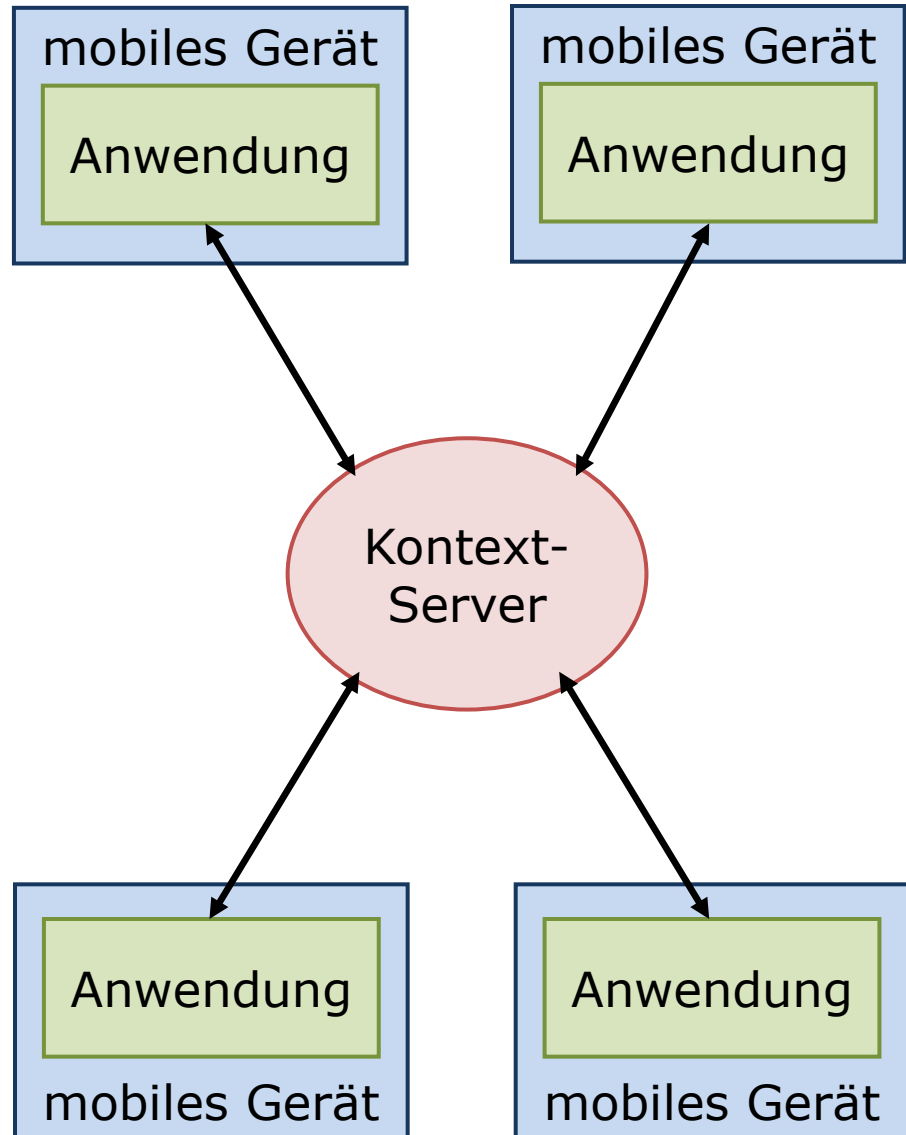 mobiles Gerät
Anwendung
mobiles Gerät
Anwendung
Kontext-
Server
Anwendung
mobiles Gerät
Anwendung
mobiles Gerät